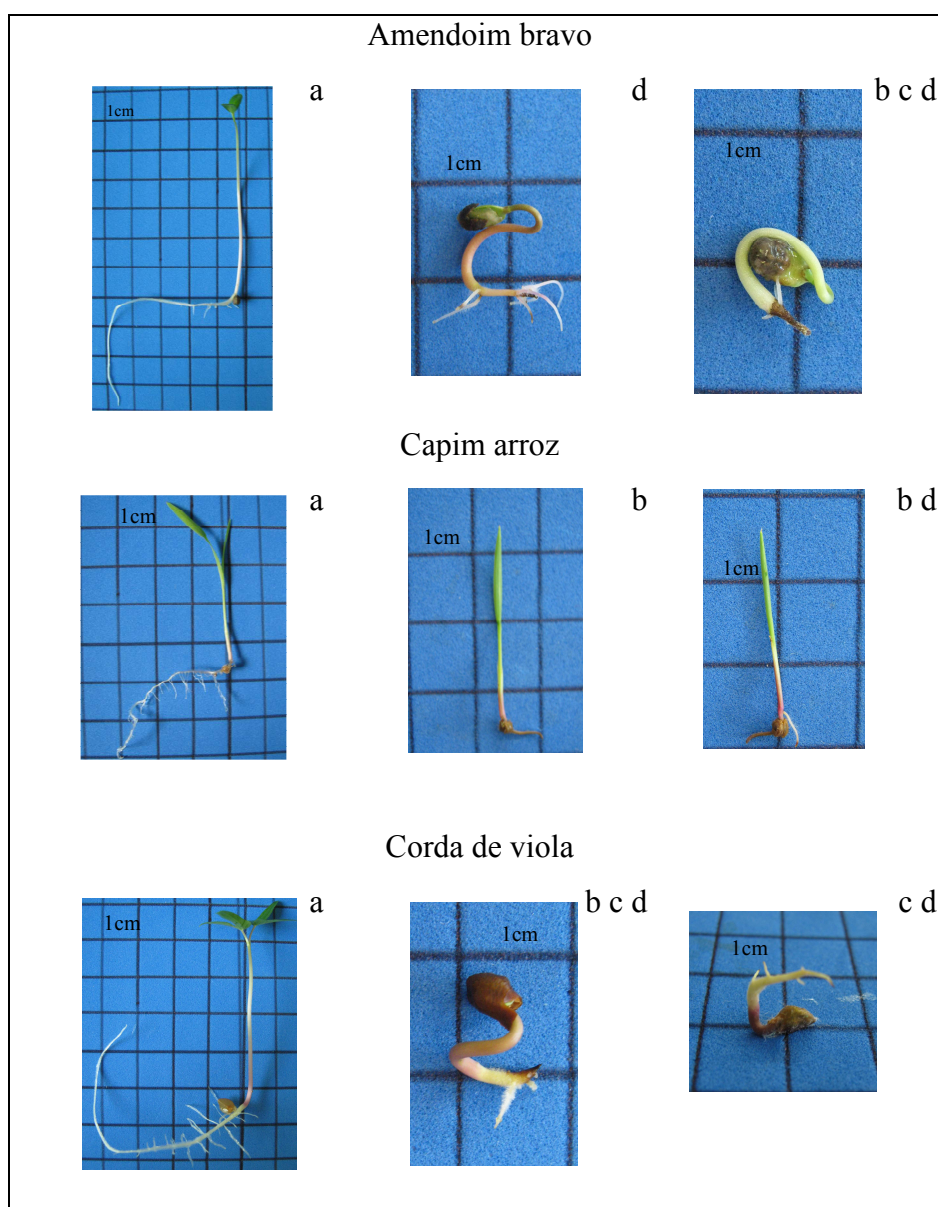 Amendoim bravo
a
d
b c d
1cm
1cm
1cm
Capim arroz
a
b
b d
1cm
1cm
1cm
Corda de viola
a
b c d
c d
1cm
1cm
1cm